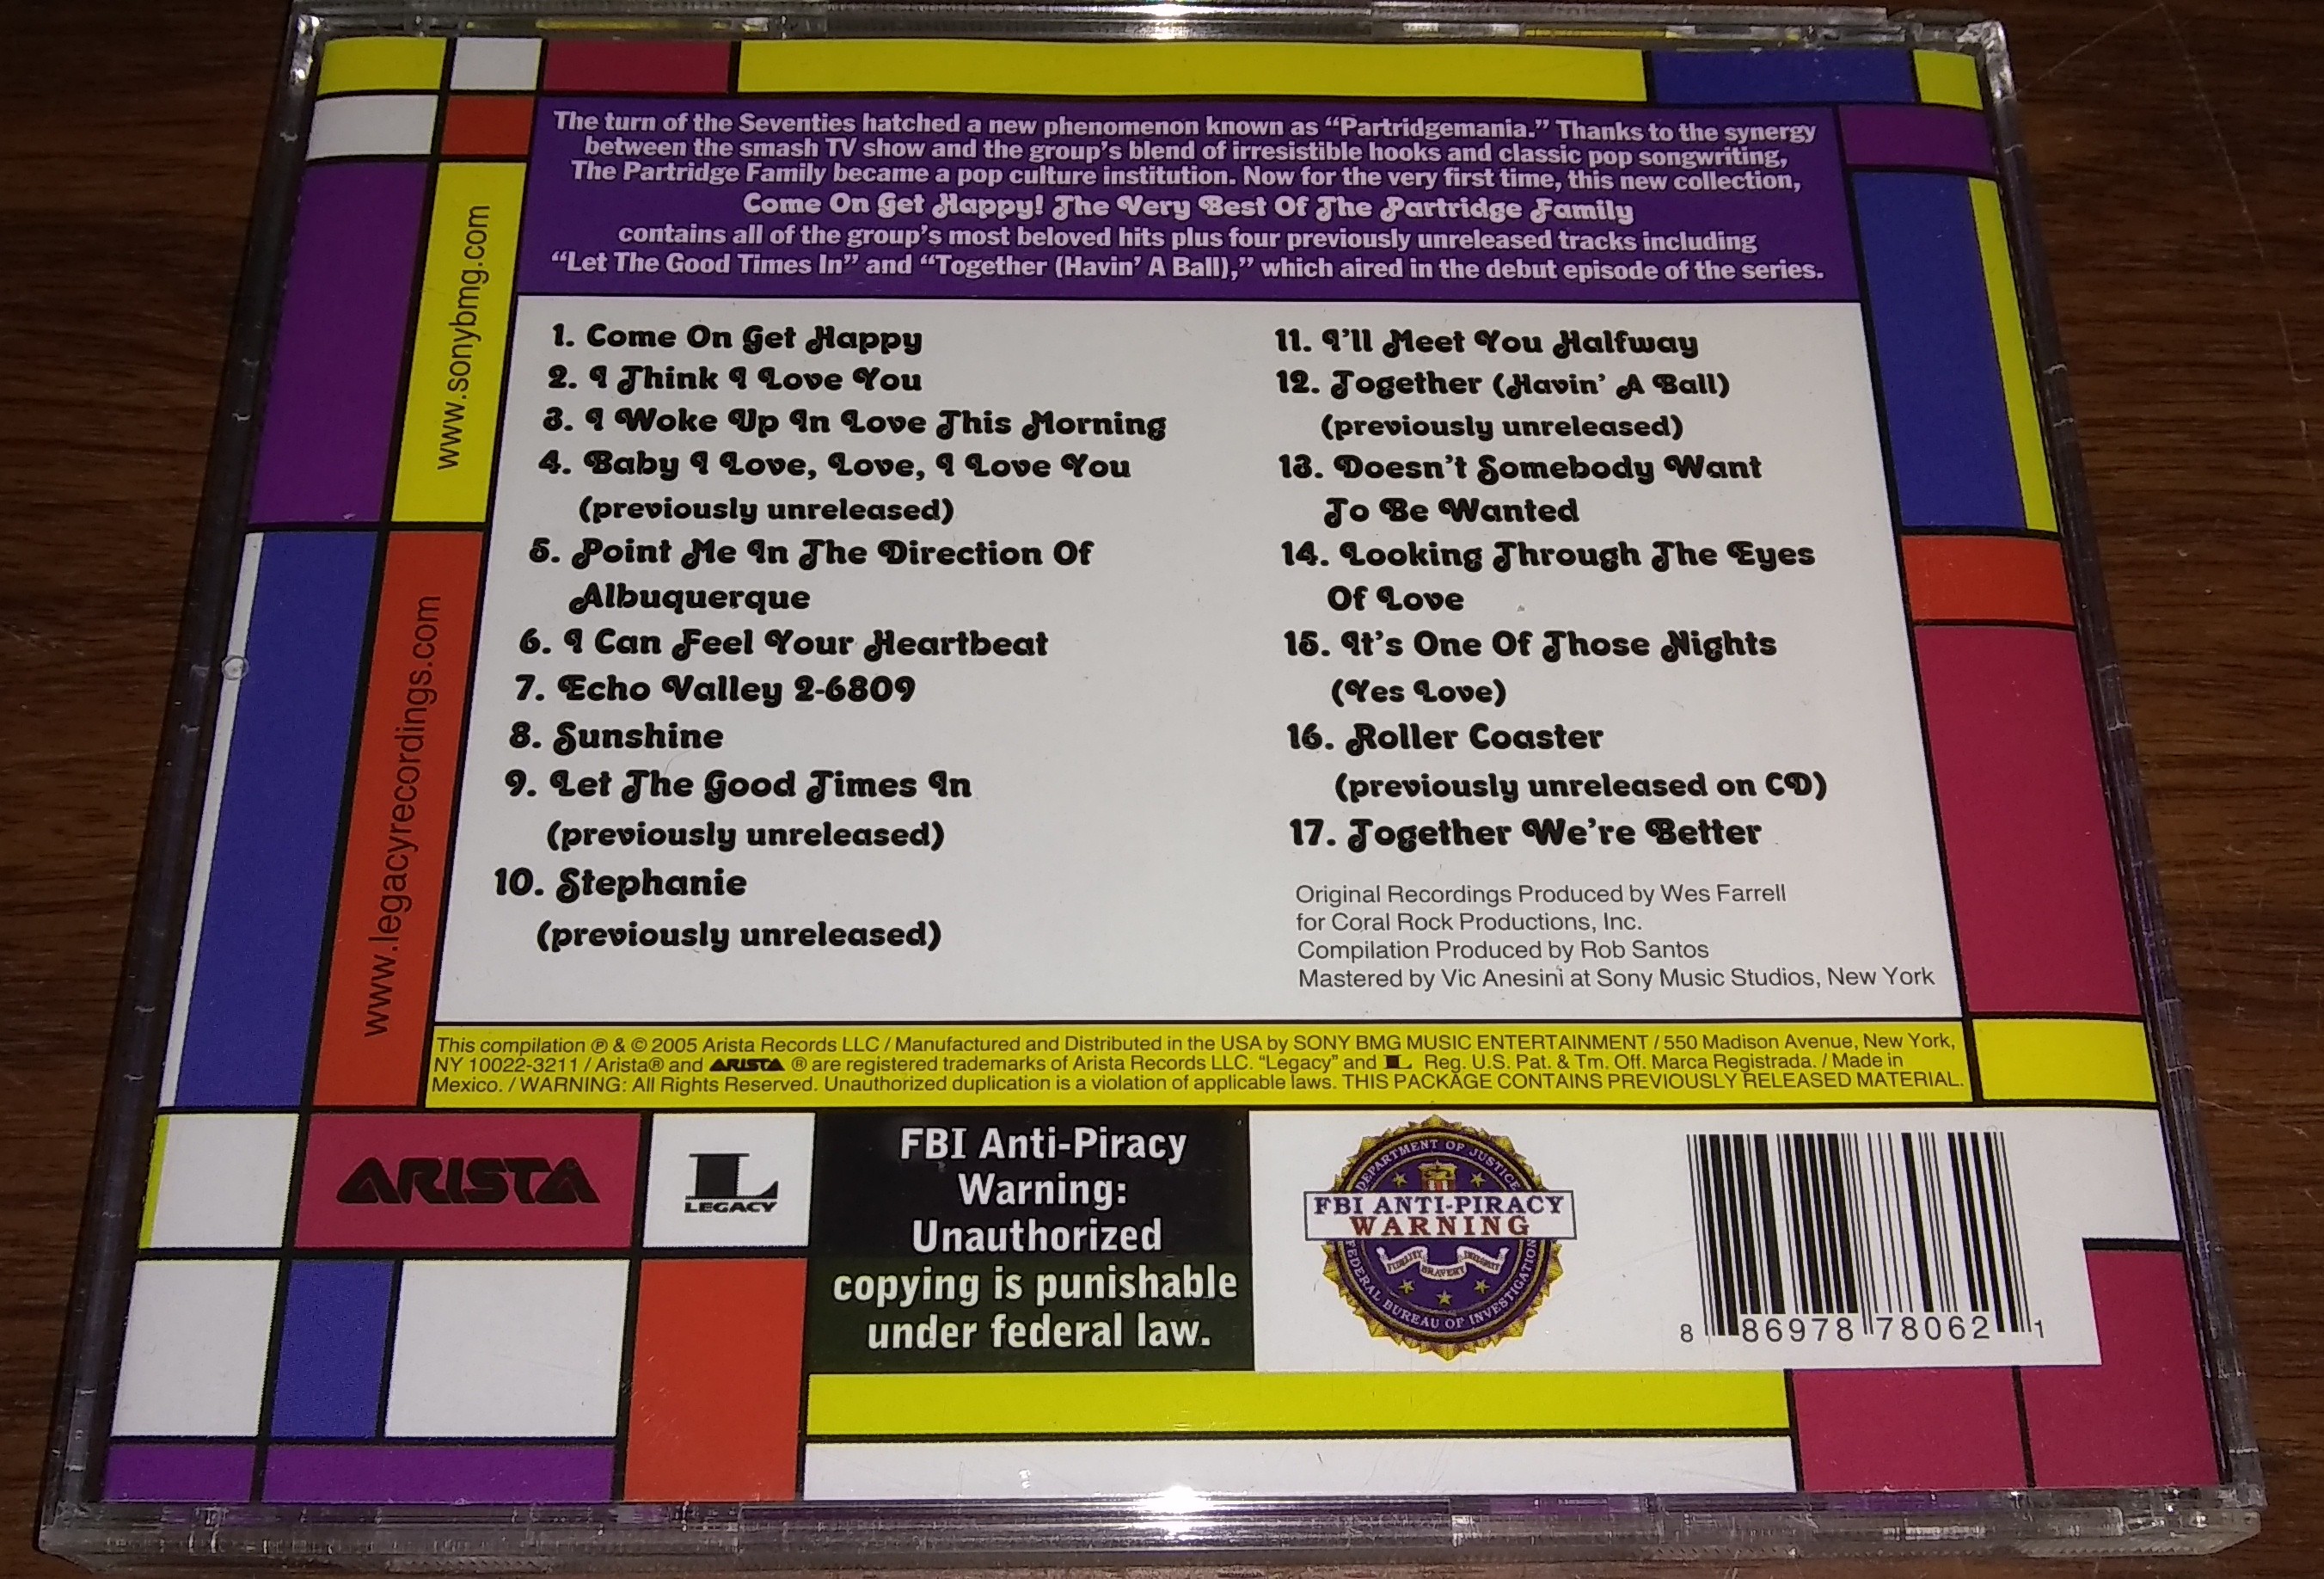 The turn of the Seventies hatched a new phenomenon known as “Partridgemania.” Thanks to the synergy
between the smash TV show and the group’s blend of irresistible hooks and classic pop songwriting,
The Partridge Family became a pop culture institution. Now for the very first time, this new collection,
Come On Get Happy! The Very Best Of The Partridge Family
contains all of the group’s most beloved hits plus four previously unreleased tracks including
“Let The Good Times In” and “Together (Havin’ A Ball),” which aired in the debut episode of the series.
www.sonybmg.com
www.legacyrecordings.com
1. Come On Get Happy
2. I Think I Love You
3. I Woke Up In Love This Morning
4. Baby I Love, Love, I Love You
(previously unreleased)
5. Point Me In The Direction Of
Albuquerque
6. I Can Feel Your Heartbeat
7. Echo Valley 2-6809
8. Sunshine
9. Let The Good Times In
(previously unreleased)
10. Stephanie
(previously unreleased)
11. I’ll Meet You Halfway
12. Together (Havin’ A Ball)
(previously unreleased)
13. Doesn’t Somebody Want
To Be Wanted
14. Looking Through The Eyes
Of Love
15. It’s One Of Those Nights
(Yes Love)
16. Roller Coaster
(previously unreleased on CD)
17. Together We’re Better
Original Recordings Produced by Wes Farrell
for Coral Rock Productions, Inc.
Compilation Produced by Rob Santos
Mastered by Vic Anesini at Sony Music Studios, New York
This compilation ℗ & © 2005 Arista Records LLC / Manufactured and Distributed in the USA by SONY BMG MUSIC ENTERTAINMENT / 550 Madison Avenue, New York,
NY 10022-3211 / Arista® and ARISTA ® are registered trademarks of Arista Records LLC. “Legacy” and L Reg. U.S. Pat. & Tm. Off. Marca Registrada. / Made in
Mexico. / WARNING: All Rights Reserved. Unauthorized duplication is a violation of applicable laws. THIS PACKAGE CONTAINS PREVIOUSLY RELEASED MATERIAL.
ARISTA
L
LEGACY
FBI Anti-Piracy
Warning:
Unauthorized
copying is punishable
under federal law.
DEPARTMENT OF JUSTICE
FBI ANTI-PIRACY
WARNING
FIDELITY BRAVERY INTEGRITY
FEDERAL BUREAU OF INVESTIGATION
8 86978 78062 1